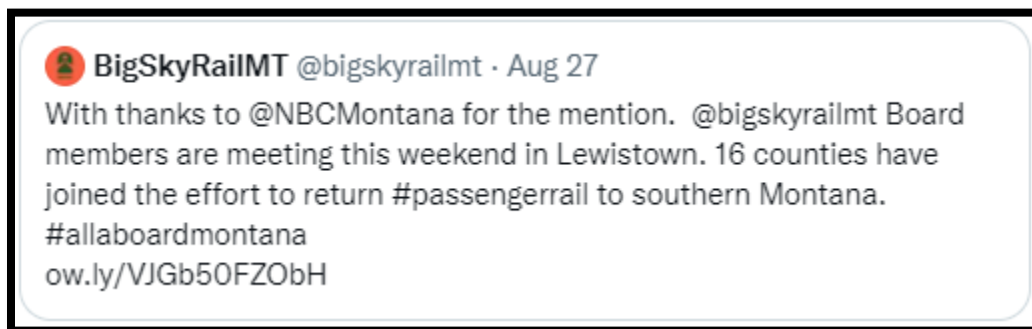 BigSkyRailMT @bigskyrailmt · Aug 27
With thanks to @NBCMontana for the mention.  @bigskyrailmt Board
members are meeting this weekend in Lewistown. 16 counties have
joined the effort to return #passengerrail to southern Montana.
#allaboardmontana
ow.ly/VJGb50FZObH